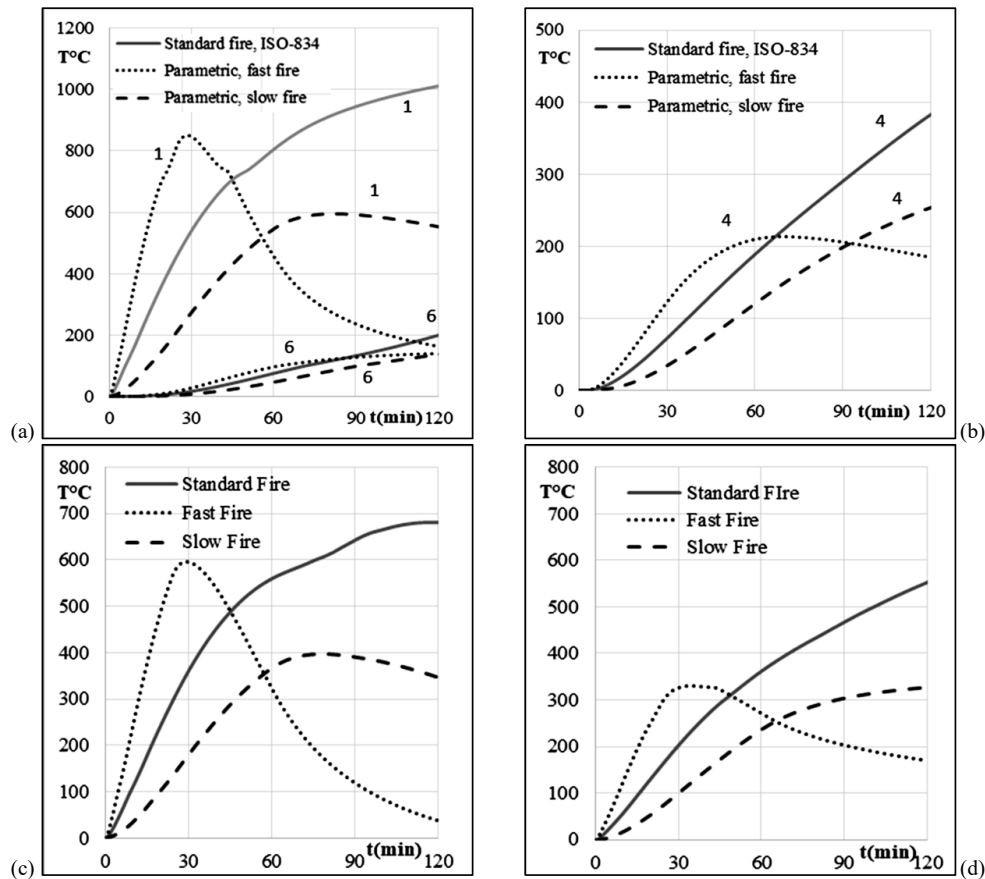 1200
T°C
1000
800
600
400
200
0
Standard fire, ISO-834
Parametric, fast fire
Parametric, slow fire
1
1
1
6
6
6
0 30 60 90 t(min) 120
(a)
500
T°C
400
300
200
100
0
Standard fire, ISO-834
Parametric, fast fire
Parametric, slow fire
4
4
4
0 30 60 90 t(min) 120
(b)
800
T°C
700
600
500
400
300
200
100
0
Standard Fire
Fast Fire
Slow Fire
0 30 60 90 t(min) 120
(c)
800
T°C
700
600
500
400
300
200
100
0
Standard FIre
Fast Fire
Slow Fire
0 30 60 90 t(min) 120
(d)